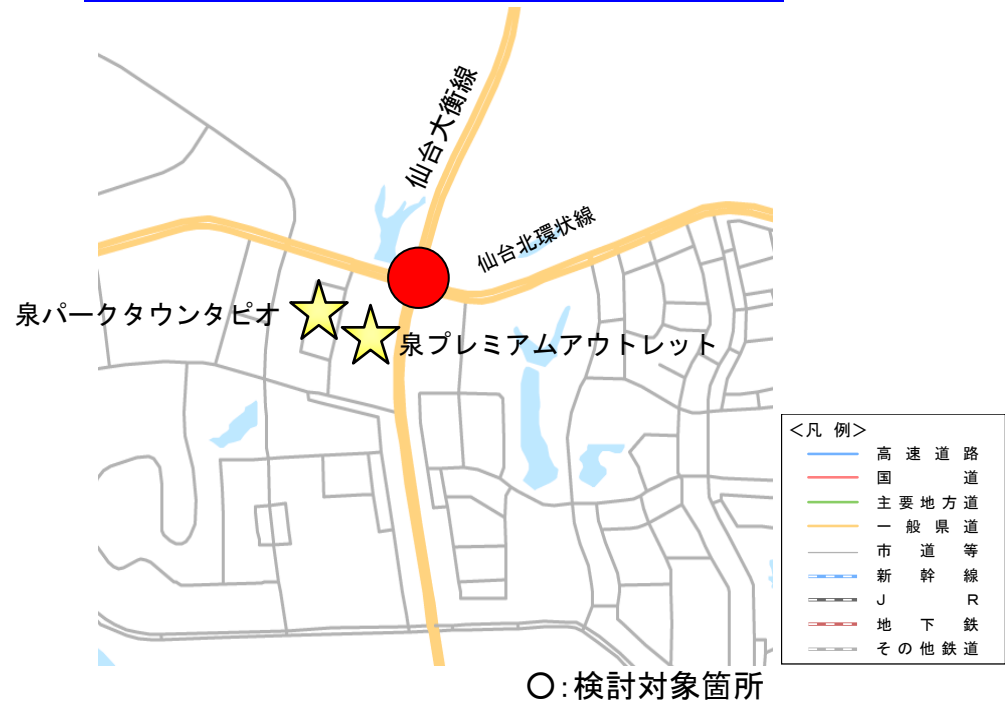 仙台大衡線
仙台北環状線
泉パークタウンタピオ
泉プレミアムアウトレット
＜凡 例＞
高速道路
国道
主要地方道
一般県道
市道等
新幹線
ＪＲ
地下鉄
その他鉄道
○:検討対象箇所